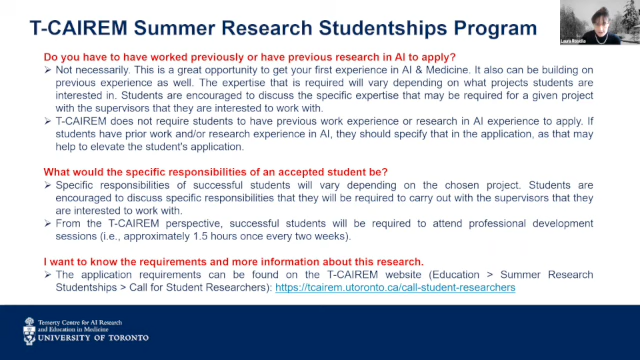 T-CAIREM Summer Research Studentships Program
Do you have to have worked previously or have previous research in AI to apply?
➤ Not necessarily. This is a great opportunity to get your first experience in AI & Medicine. It also can be building on
previous experience as well. The expertise that is required will vary depending on what projects students are
interested in. Students are encouraged to discuss the specific expertise that may be required for a given project
with the supervisors that they are interested to work with.
➤ T-CAIREM does not require students to have previous work experience or research in AI experience to apply. If
students have prior work and/or research experience in AI, they should specify that in the application, as that may
help to elevate the student's application.
What would the specific responsibilities of an accepted student be?
➤ Specific responsibilities of successful students will vary depending on the chosen project. Students are
encouraged to discuss specific responsibilities that they will be required to carry out with the supervisors that they
are interested to work with.
➤ From the T-CAIREM perspective, successful students will be required to attend professional development
sessions (i.e., approximately 1.5 hours once every two weeks).
I want to know the requirements and more information about this research.
➤ The application requirements can be found on the T-CAIREM website (Education > Summer Research
Studentships > Call for Student Researchers): https://tcairem.utoronto.ca/call-student-researchers
Temerty Centre for AI Research
and Education in Medicine
UNIVERSITY OF TORONTO